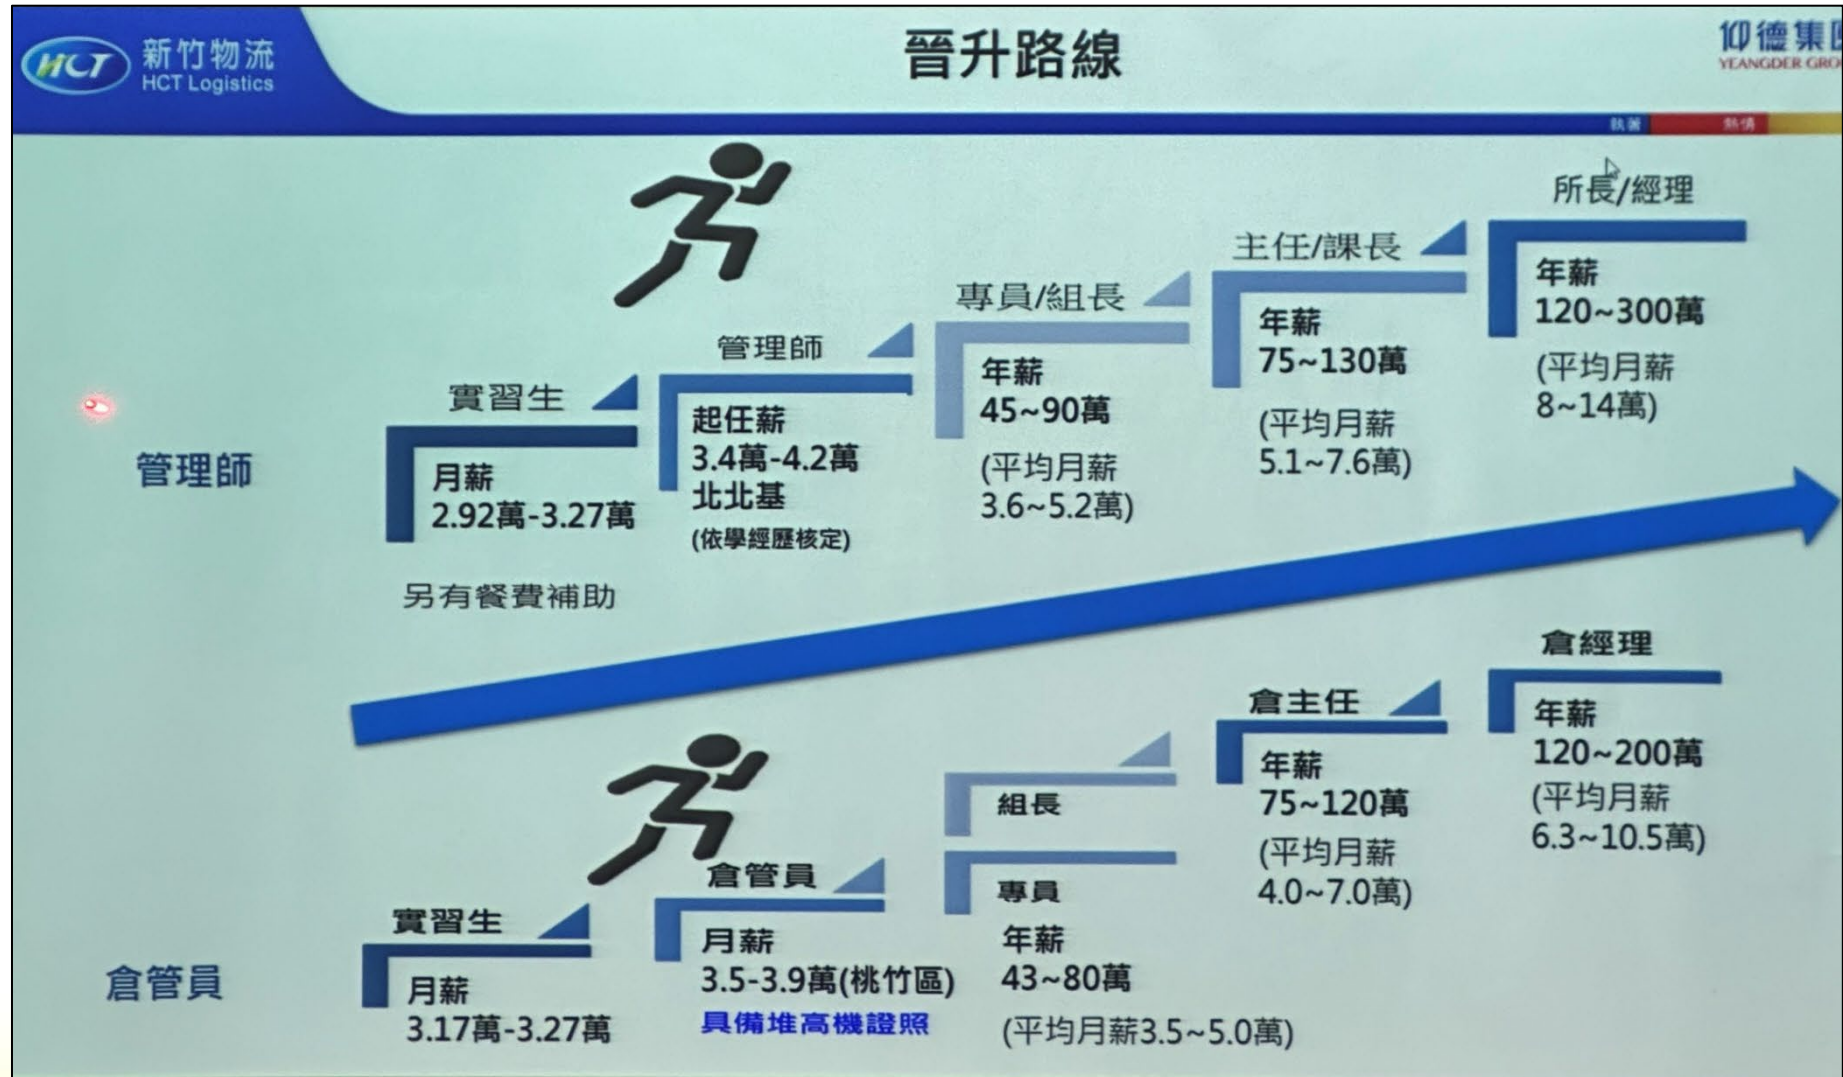 HCT 新竹物流
HCT Logistics
晉升路線
仰德集團
YEANGDER GRO
執著 熱情
所長/經理
年薪
120~300萬
(平均月薪
8~14萬)
主任/課長
年薪
75~130萬
(平均月薪
5.1~7.6萬)
專員/組長
年薪
45~90萬
(平均月薪
3.6~5.2萬)
管理師
起任薪
3.4萬-4.2萬
北北基
(依學經歷核定)
實習生
月薪
2.92萬-3.27萬
另有餐費補助
管理師
倉經理
年薪
120~200萬
(平均月薪
6.3~10.5萬)
倉主任
年薪
75~120萬
(平均月薪
4.0~7.0萬)
組長
專員
年薪
43~80萬
(平均月薪3.5~5.0萬)
倉管員
月薪
3.5-3.9萬(桃竹區)
具備堆高機證照
實習生
月薪
3.17萬-3.27萬
倉管員